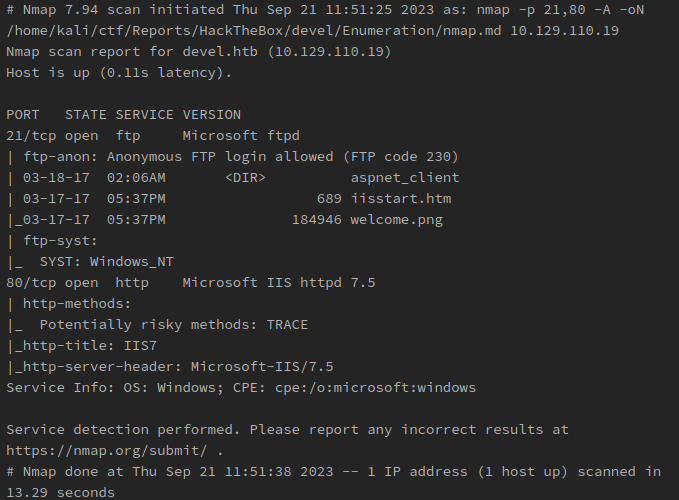 # Nmap 7.94 scan initiated Thu Sep 21 11:51:25 2023 as: nmap -p 21,80 -A -oN
/home/kali/ctf/Reports/HackTheBox/devel/Enumeration/nmap.md 10.129.110.19
Nmap scan report for devel.htb (10.129.110.19)
Host is up (0.11s latency).

PORT   STATE SERVICE VERSION
21/tcp open  ftp     Microsoft ftpd
| ftp-anon: Anonymous FTP login allowed (FTP code 230)
| 03-18-17  02:06AM       <DIR>          aspnet_client
| 03-17-17  05:37PM                  689 iisstart.htm
|_03-17-17  05:37PM               184946 welcome.png
| ftp-syst:
|_  SYST: Windows_NT
80/tcp open  http    Microsoft IIS httpd 7.5
| http-methods:
|_  Potentially risky methods: TRACE
|_http-title: IIS7
|_http-server-header: Microsoft-IIS/7.5
Service Info: OS: Windows; CPE: cpe:/o:microsoft:windows

Service detection performed. Please report any incorrect results at
https://nmap.org/submit/ .
# Nmap done at Thu Sep 21 11:51:38 2023 -- 1 IP address (1 host up) scanned in
13.29 seconds